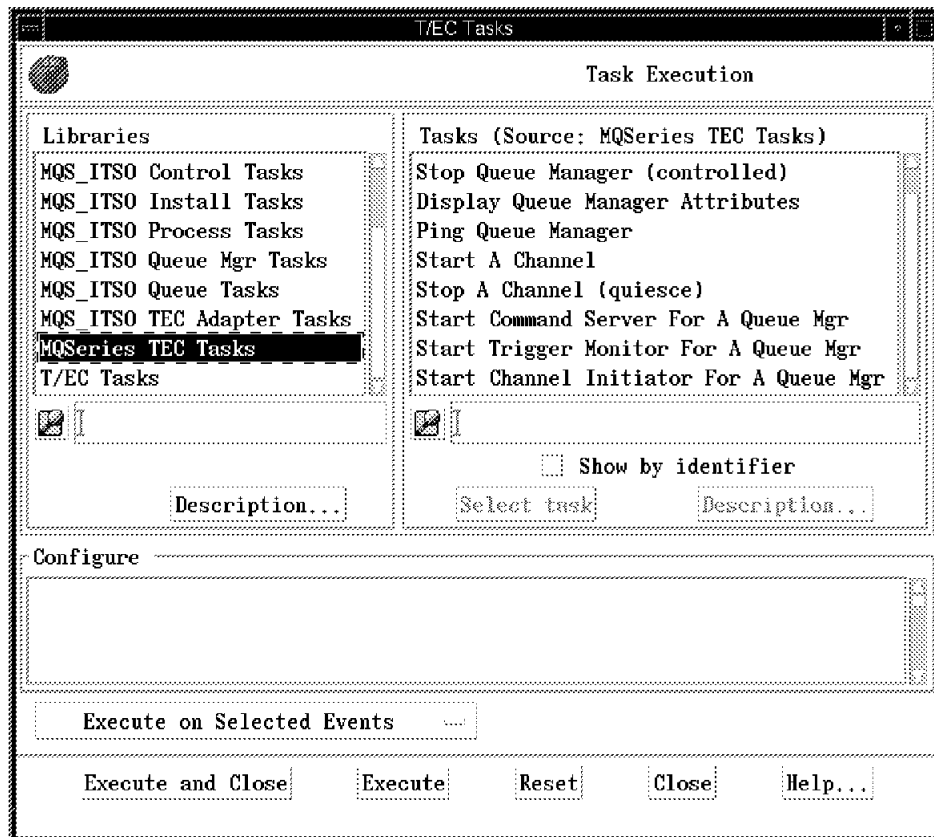 T/EC Tasks
Task Execution
Libraries
MQS_ITSO Control Tasks
MQS_ITSO Install Tasks
MQS_ITSO Process Tasks
MQS_ITSO Queue Mgr Tasks
MQS_ITSO Queue Tasks
MQS_ITSO TEC Adapter Tasks
MQSeries TEC Tasks
T/EC Tasks
Description...
Tasks (Source: MQSeries TEC Tasks)
Stop Queue Manager (controlled)
Display Queue Manager Attributes
Ping Queue Manager
Start A Channel
Stop A Channel (quiesce)
Start Command Server For A Queue Mgr
Start Trigger Monitor For A Queue Mgr
Start Channel Initiator For A Queue Mgr
Show by identifier
Select task Description...
Configure
Execute on Selected Events
Execute and Close Execute Reset Close Help...